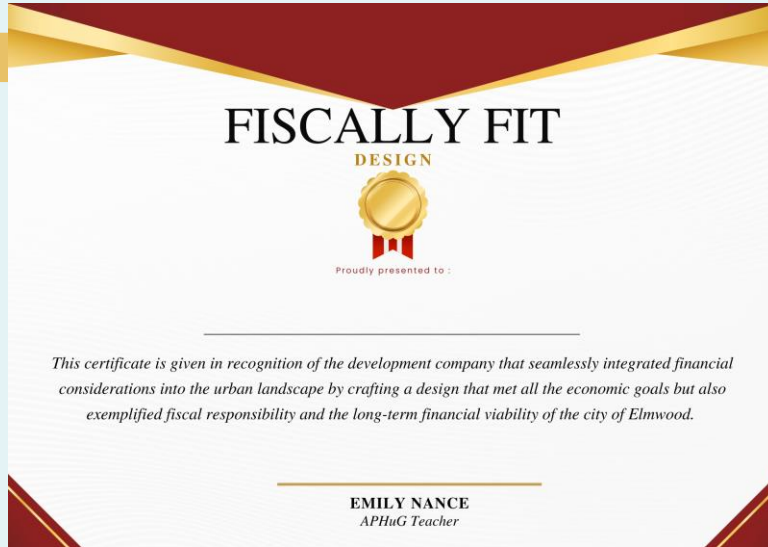 FISCALLY FIT
DESIGN
Proudly presented to :
This certificate is given in recognition of the development company that seamlessly integrated financial
considerations into the urban landscape by crafting a design that met all the economic goals but also
exemplified fiscal responsibility and the long-term financial viability of the city of Elmwood.
EMILY NANCE
APHuG Teacher